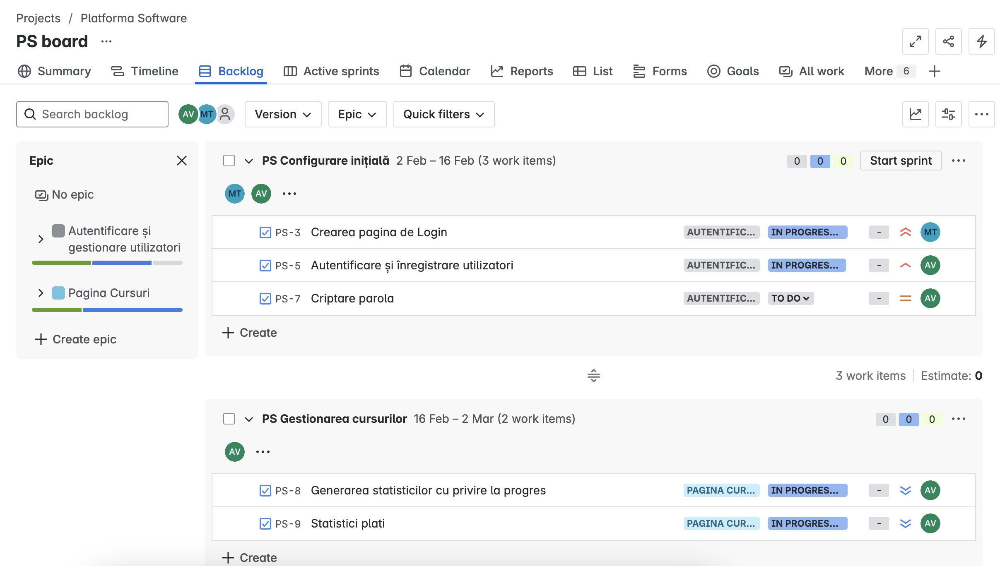 Projects / Platforma Software
PS board ...
Summary Timeline Backlog Active sprints Calendar Reports List Forms Goals All work More 6
Search backlog AV MT Version Epic Quick filters
Epic
No epic
Autentificare și
gestionare utilizatori
Pagina Cursuri
Create epic
PS Configurare inițială 2 Feb – 16 Feb (3 work items) 0 0 0 Start sprint
MT AV
PS-3 Crearea pagina de Login AUTENTIFIC... IN PROGRES... - MT
PS-5 Autentificare și înregistrare utilizatori AUTENTIFIC... IN PROGRES... - AV
PS-7 Criptare parola AUTENTIFIC... TO DO - AV
Create
3 work items Estimate: 0
PS Gestionarea cursurilor 16 Feb – 2 Mar (2 work items) 0 0 0
AV
PS-8 Generarea statisticilor cu privire la progres PAGINA CUR... IN PROGRES... - AV
PS-9 Statistici plati PAGINA CUR... IN PROGRES... - AV
Create